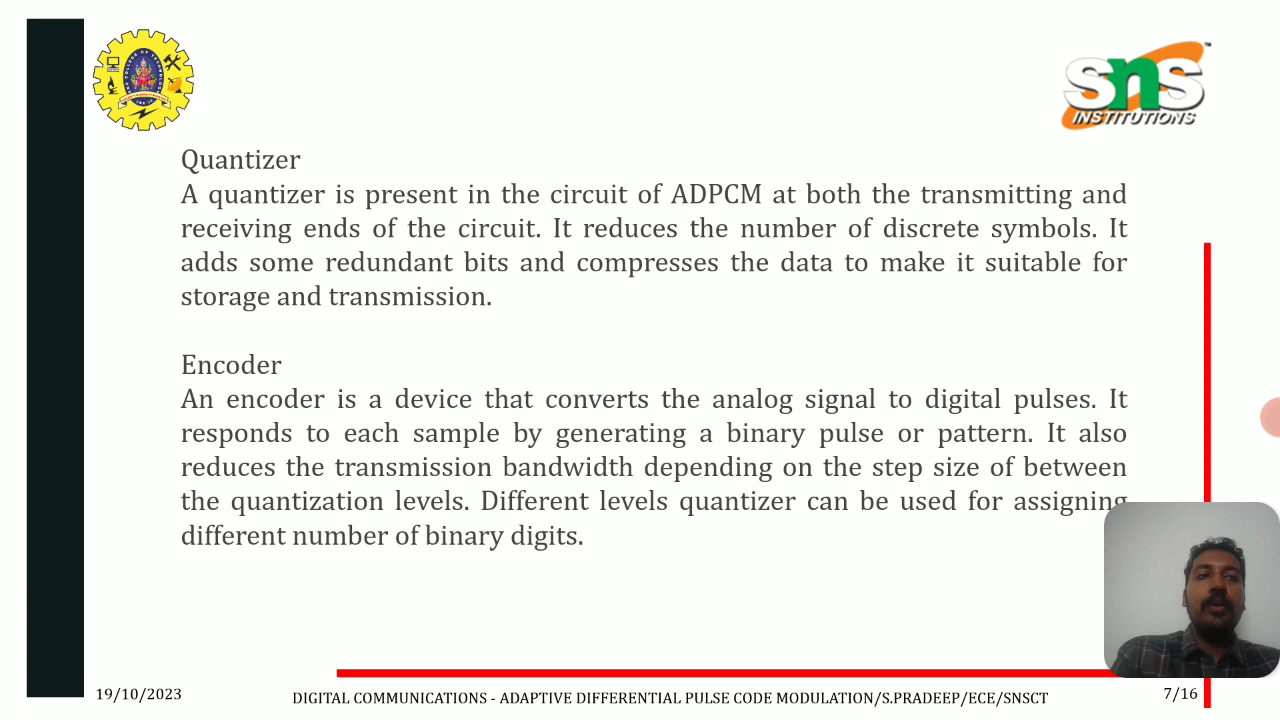 SNS
INSTITUTIONS
Quantizer
A quantizer is present in the circuit of ADPCM at both the transmitting and
receiving ends of the circuit. It reduces the number of discrete symbols. It
adds some redundant bits and compresses the data to make it suitable for
storage and transmission.
Encoder
An encoder is a device that converts the analog signal to digital pulses. It
responds to each sample by generating a binary pulse or pattern. It also
reduces the transmission bandwidth depending on the step size of between
the quantization levels. Different levels quantizer can be used for assigning
different number of binary digits.
19/10/2023
DIGITAL COMMUNICATIONS - ADAPTIVE DIFFERENTIAL PULSE CODE MODULATION/S.PRADEEP/ECE/SNSCT
7/16